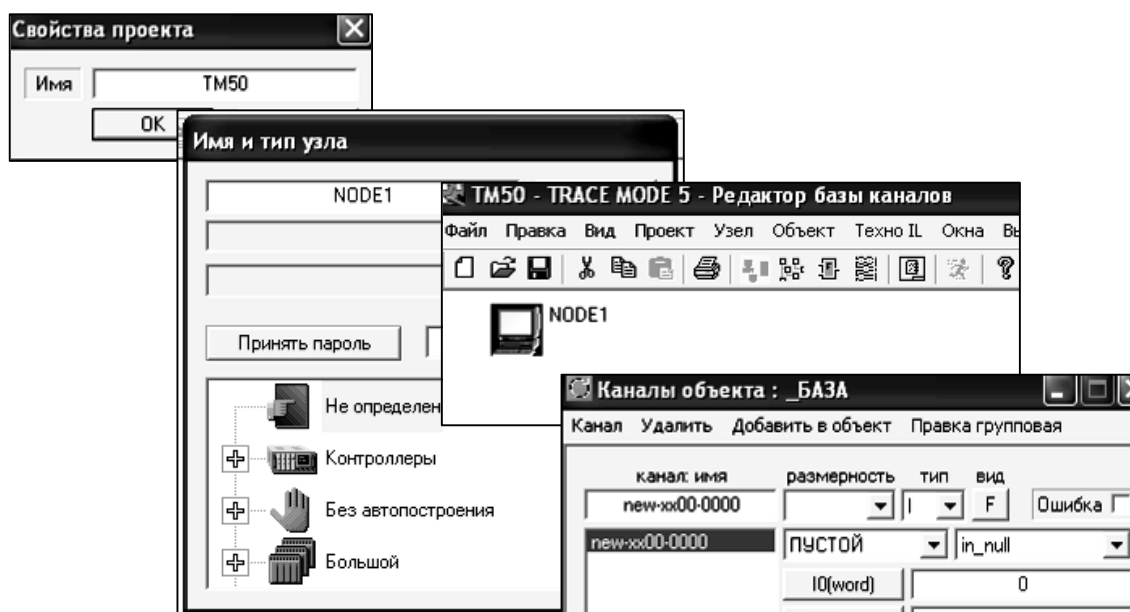 Свойства проекта
Имя
TM50
OK
Имя и тип узла
NODE1
Принять пароль
Не определен
Контроллеры
Без автопостроения
Большой
TM50 - TRACE MODE 5 - Редактор базы каналов
Файл Правка Вид Проект Узел Объект Техно IL Окна
NODE1
Каналы объекта : _БАЗА
Канал Удалить Добавить в объект Правка групповая
канал: имя размерность тип вид
new-xx00-0000 I F Ошибка
new-xx00-0000 ПУСТОЙ in_null
I0(word) 0